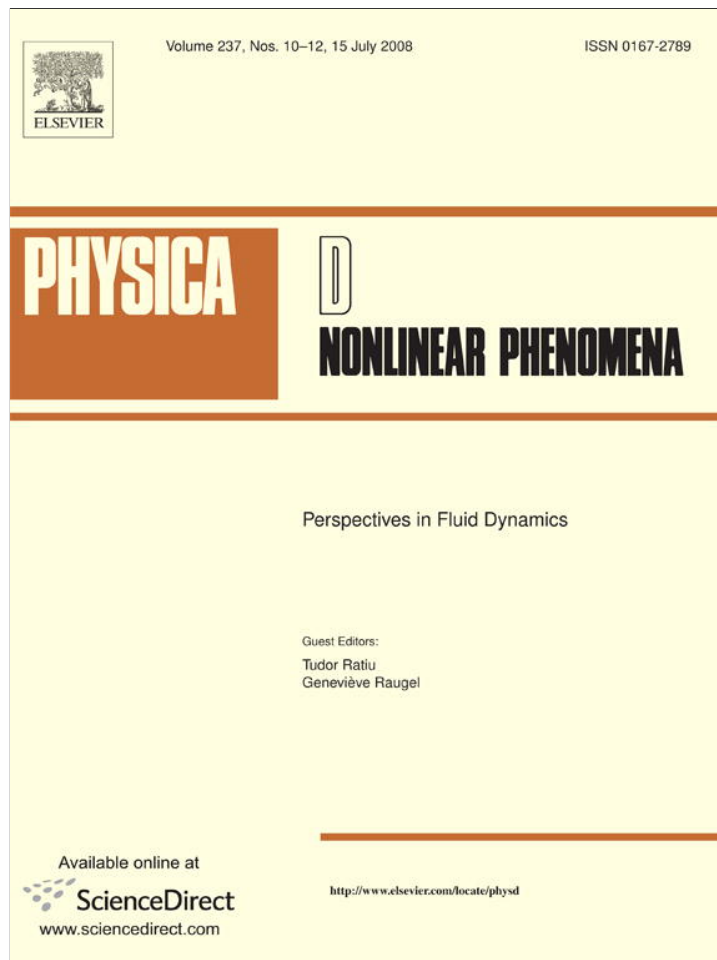 Volume 237, Nos. 10–12, 15 July 2008
ISSN 0167-2789
ELSEVIER
PHYSICA
D
NONLINEAR PHENOMENA
Perspectives in Fluid Dynamics
Guest Editors:
Tudor Ratiu
Geneviève Raugel
Available online at
ScienceDirect
www.sciencedirect.com
http://www.elsevier.com/locate/physd